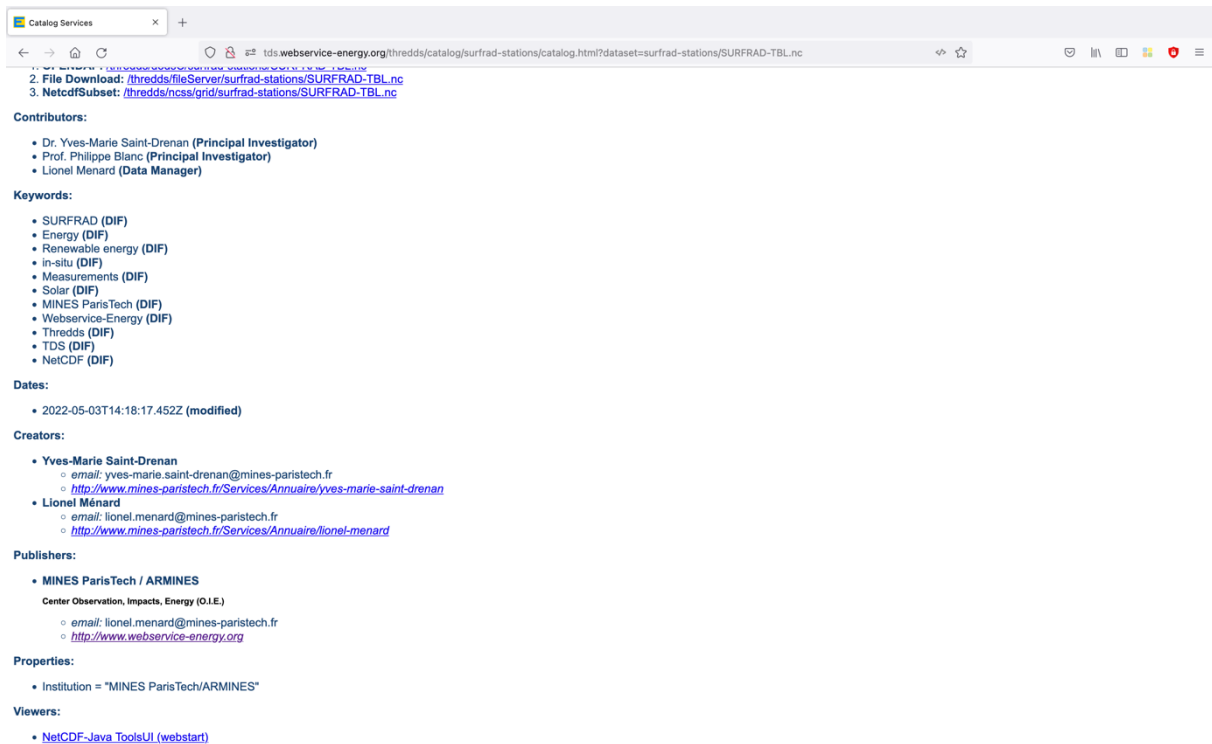 Catalog Services
tds.webservice-energy.org/thredds/catalog/surfrad-stations/catalog.html?dataset=surfrad-stations/SURFRAD-TBL.nc
2. File Download: /thredds/fileServer/surfrad-stations/SURFRAD-TBL.nc
3. NetcdfSubset: /thredds/ncss/grid/surfrad-stations/SURFRAD-TBL.nc
Contributors:
• Dr. Yves-Marie Saint-Drenan (Principal Investigator)
• Prof. Philippe Blanc (Principal Investigator)
• Lionel Menard (Data Manager)
Keywords:
• SURFRAD (DIF)
• Energy (DIF)
• Renewable energy (DIF)
• in-situ (DIF)
• Measurements (DIF)
• Solar (DIF)
• MINES ParisTech (DIF)
• Webservice-Energy (DIF)
• Thredds (DIF)
• TDS (DIF)
• NetCDF (DIF)
Dates:
• 2022-05-03T14:18:17.452Z (modified)
Creators:
• Yves-Marie Saint-Drenan
◦ email: yves-marie.saint-drenan@mines-paristech.fr
◦ http://www.mines-paristech.fr/Services/Annuaire/yves-marie-saint-drenan
• Lionel Ménard
◦ email: lionel.menard@mines-paristech.fr
◦ http://www.mines-paristech.fr/Services/Annuaire/lionel-menard
Publishers:
• MINES ParisTech / ARMINES
Center Observation, Impacts, Energy (O.I.E.)
◦ email: lionel.menard@mines-paristech.fr
◦ http://www.webservice-energy.org
Properties:
• Institution = "MINES ParisTech/ARMINES"
Viewers:
• NetCDF-Java ToolsUI (webstart)